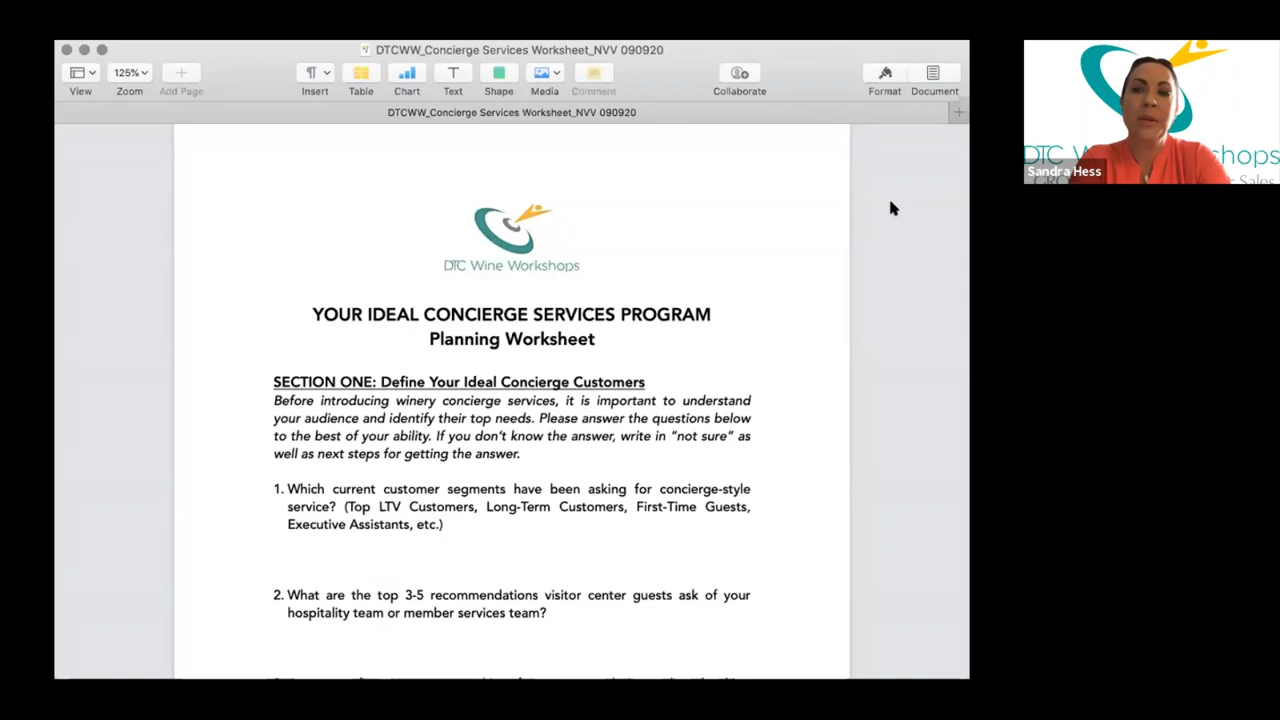 DTCWW_Concierge Services Worksheet_NVV 090920
125%
View
Zoom
Add Page
Insert
Table
Chart
Text
Shape
Media
Comment
Collaborate
Format
Document
DTCWW_Concierge Services Worksheet_NVV 090920
DTC Wine Workshops
YOUR IDEAL CONCIERGE SERVICES PROGRAM
Planning Worksheet
SECTION ONE: Define Your Ideal Concierge Customers
Before introducing winery concierge services, it is important to understand
your audience and identify their top needs. Please answer the questions below
to the best of your ability. If you don't know the answer, write in "not sure" as
well as next steps for getting the answer.
1. Which current customer segments have been asking for concierge-style
service? (Top LTV Customers, Long-Term Customers, First-Time Guests,
Executive Assistants, etc.)
2. What are the top 3-5 recommendations visitor center guests ask of your
hospitality team or member services team?
DTC
Sandra Hess
Sales